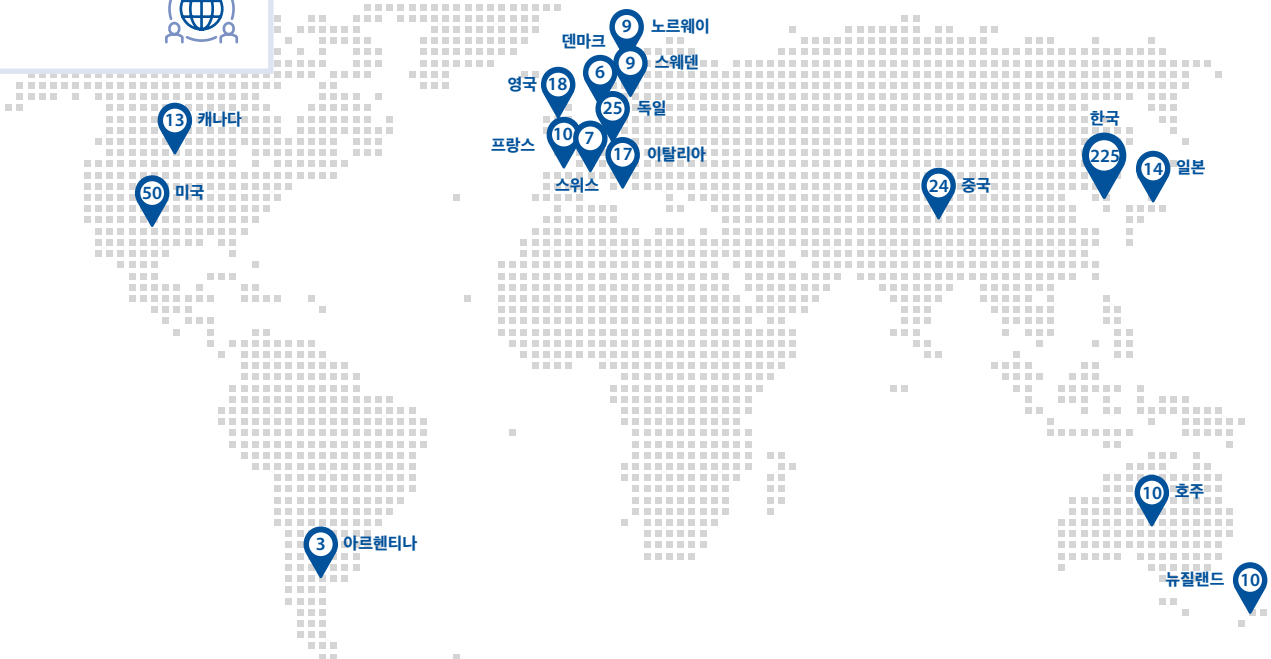 9 노르웨이
덴마크 6
9 스웨덴
영국 18
25 독일
13 캐나다
프랑스 10
7 스위스
17 이탈리아
50 미국
24 중국
한국 225
14 일본
10 호주
3 아르헨티나
뉴질랜드 10